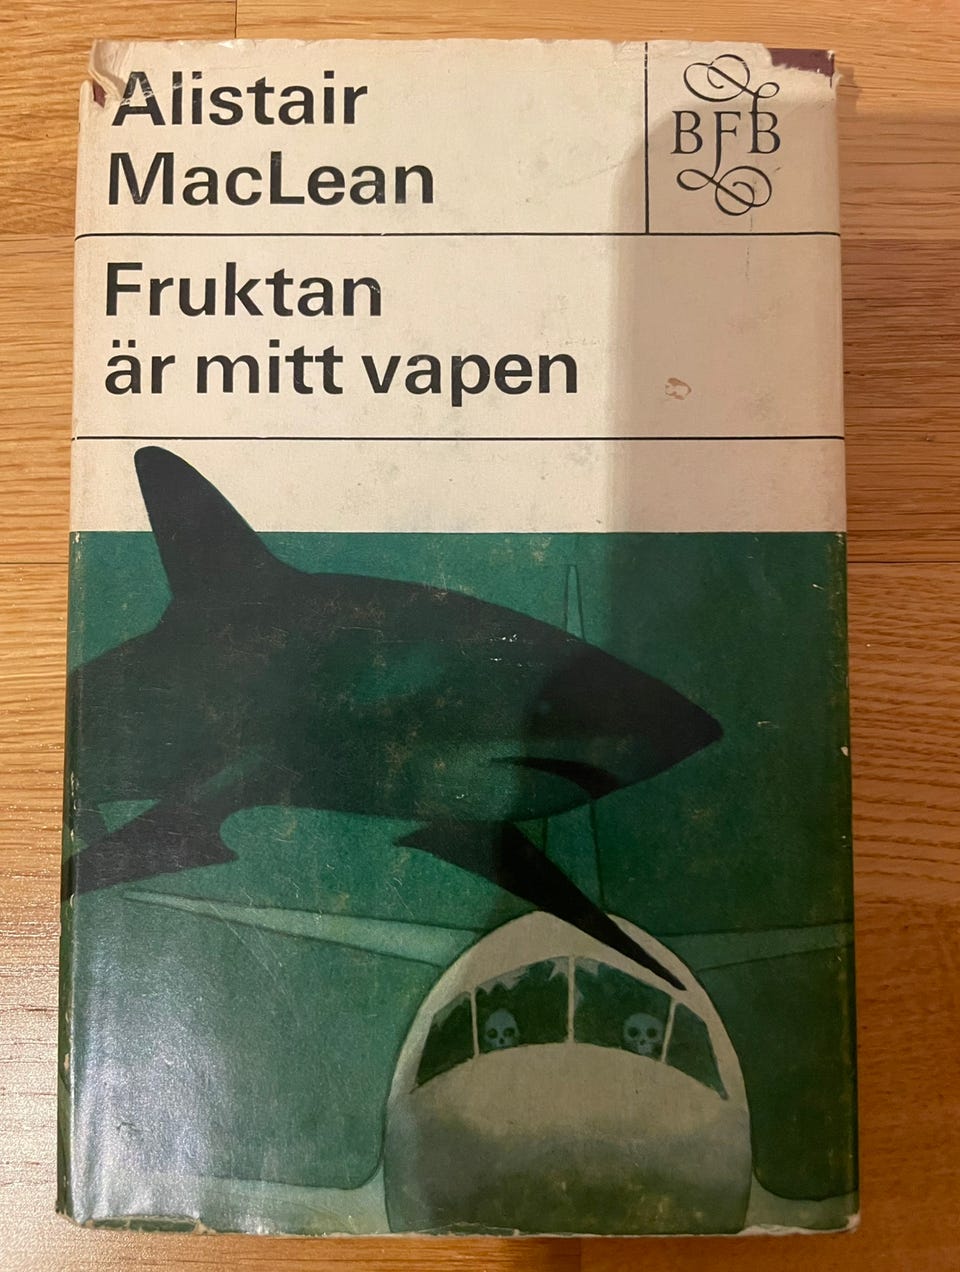 Alistair
MacLean
BFB
Fruktan
är mitt vapen